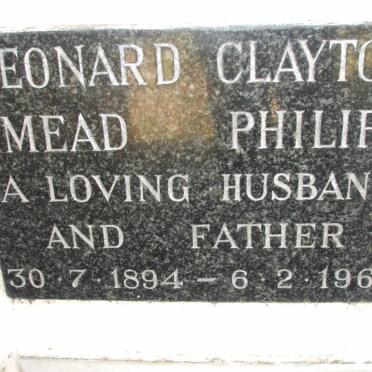 EONARD CLAYTO
MEAD PHILIP
A LOVING HUSBAN
AND FATHER
30·7·1894 – 6·2·196